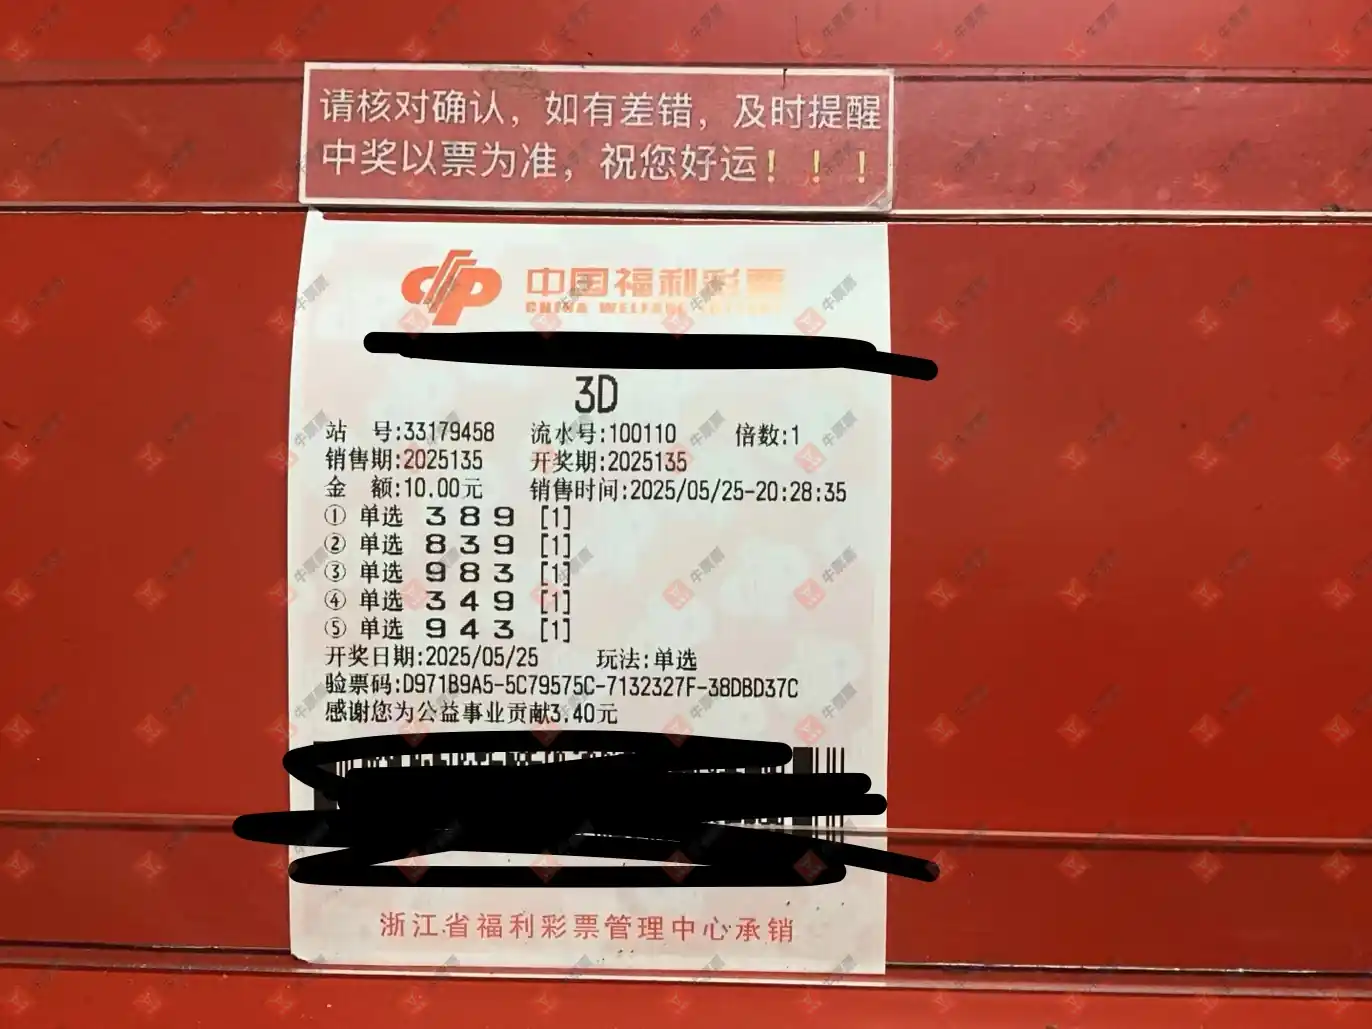 请核对确认，如有差错，及时提醒
中奖以票为准，祝您好运！！！
中国福利彩票
CHINA WELFARE LOTTERY
3D
站 号:33179458 流水号:100110 倍数:1
销售期:2025135 开奖期:2025135
金 额:10.00元 销售时间:2025/05/25-20:28:35
① 单选 3 8 9 [1]
② 单选 8 3 9 [1]
③ 单选 9 8 3 [1]
④ 单选 3 4 9 [1]
⑤ 单选 9 4 3 [1]
开奖日期:2025/05/25 玩法:单选
验票码:D971B9A5-5C79575C-7132327F-38DBD37C
感谢您为公益事业贡献3.40元
浙江省福利彩票管理中心承销
牛票票